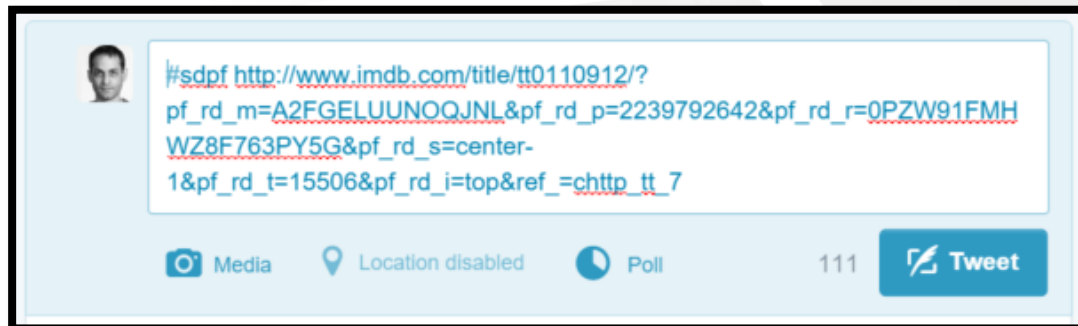 #sdpf http://www.imdb.com/title/tt0110912/?
pf_rd_m=A2FGELUUNOQJNL&pf_rd_p=2239792642&pf_rd_r=0PZW91FMH
WZ8F763PY5G&pf_rd_s=center-
1&pf_rd_t=15506&pf_rd_i=top&ref_=chttp_tt_7
Media Location disabled Poll 111 Tweet